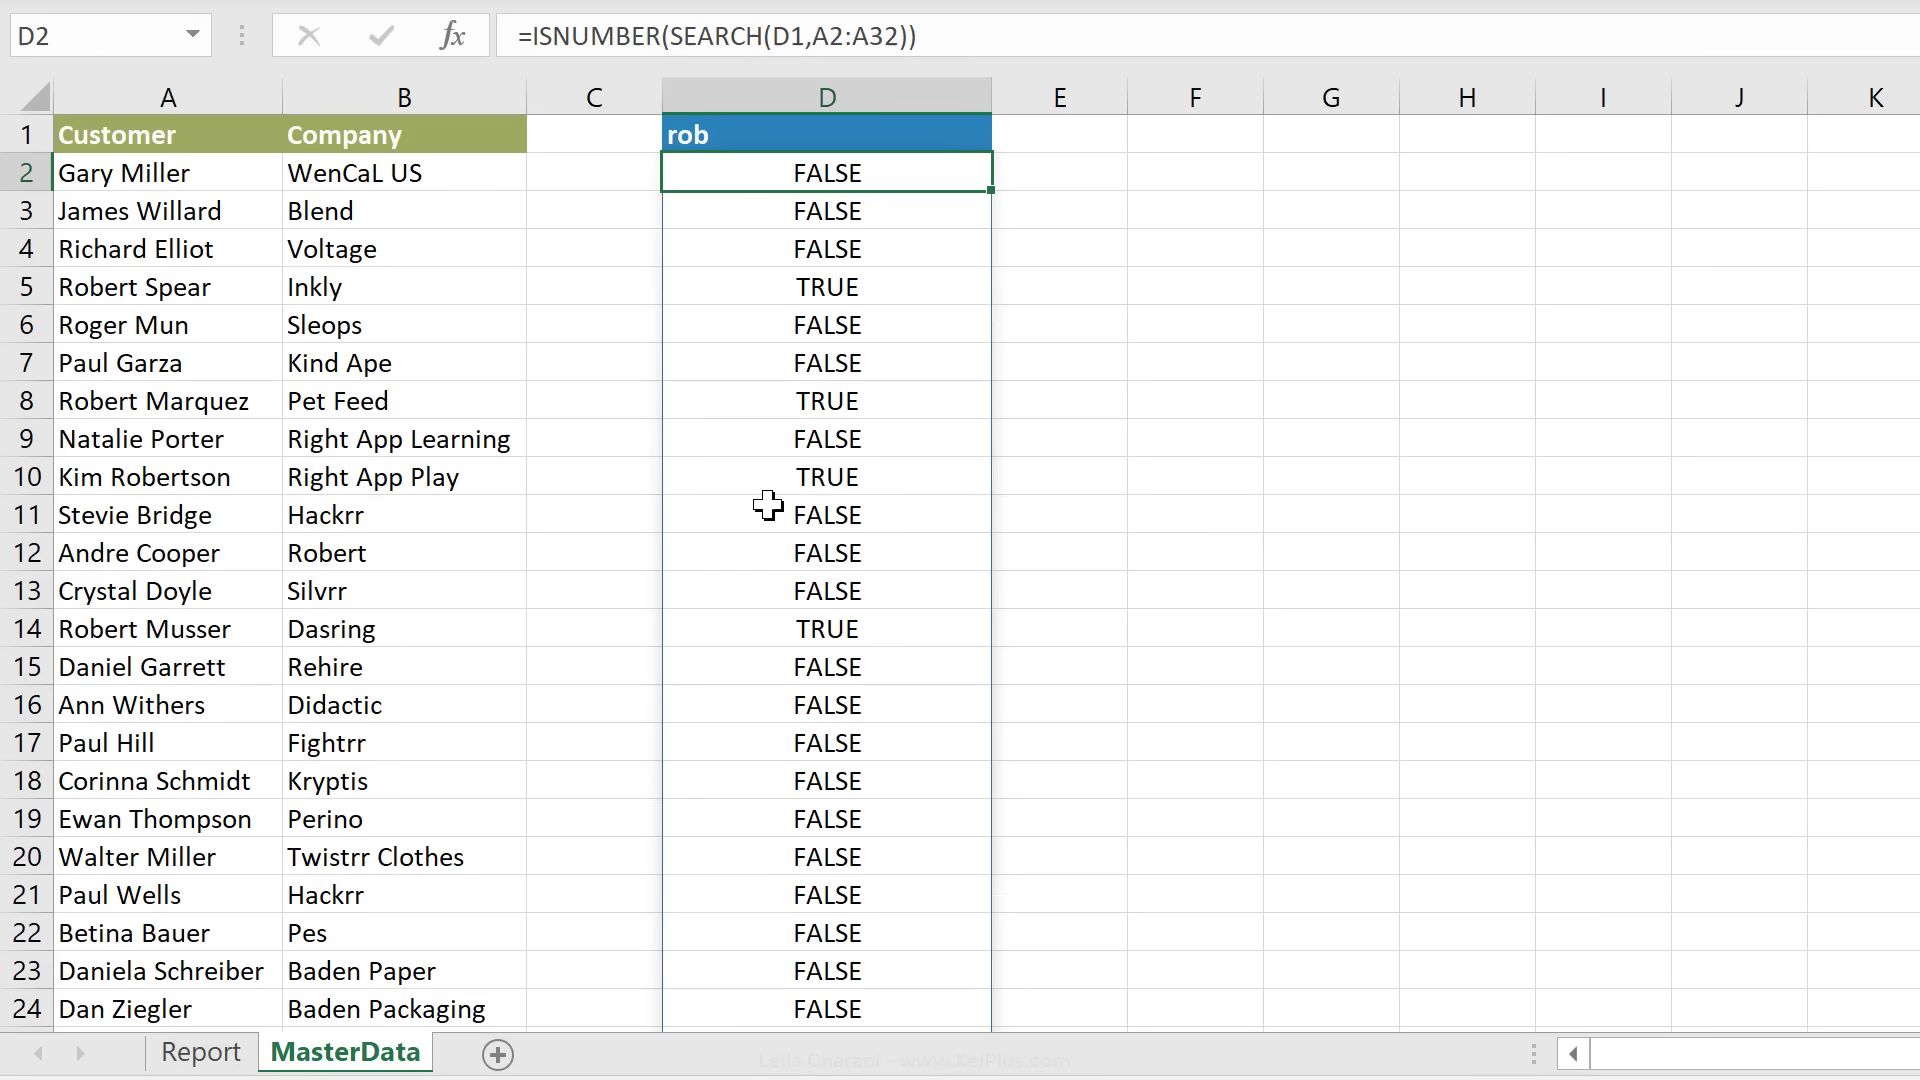 D2 fx =ISNUMBER(SEARCH(D1,A2:A32))
A B C D E F G H I J K
1 Customer Company rob
2 Gary Miller WenCaL US FALSE
3 James Willard Blend FALSE
4 Richard Elliot Voltage FALSE
5 Robert Spear Inkly TRUE
6 Roger Mun Sleops FALSE
7 Paul Garza Kind Ape FALSE
8 Robert Marquez Pet Feed TRUE
9 Natalie Porter Right App Learning FALSE
10 Kim Robertson Right App Play TRUE
11 Stevie Bridge Hackrr FALSE
12 Andre Cooper Robert FALSE
13 Crystal Doyle Silvrr FALSE
14 Robert Musser Dasring TRUE
15 Daniel Garrett Rehire FALSE
16 Ann Withers Didactic FALSE
17 Paul Hill Fightrr FALSE
18 Corinna Schmidt Kryptis FALSE
19 Ewan Thompson Perino FALSE
20 Walter Miller Twistrr Clothes FALSE
21 Paul Wells Hackrr FALSE
22 Betina Bauer Pes FALSE
23 Daniela Schreiber Baden Paper FALSE
24 Dan Ziegler Baden Packaging FALSE
Report MasterData